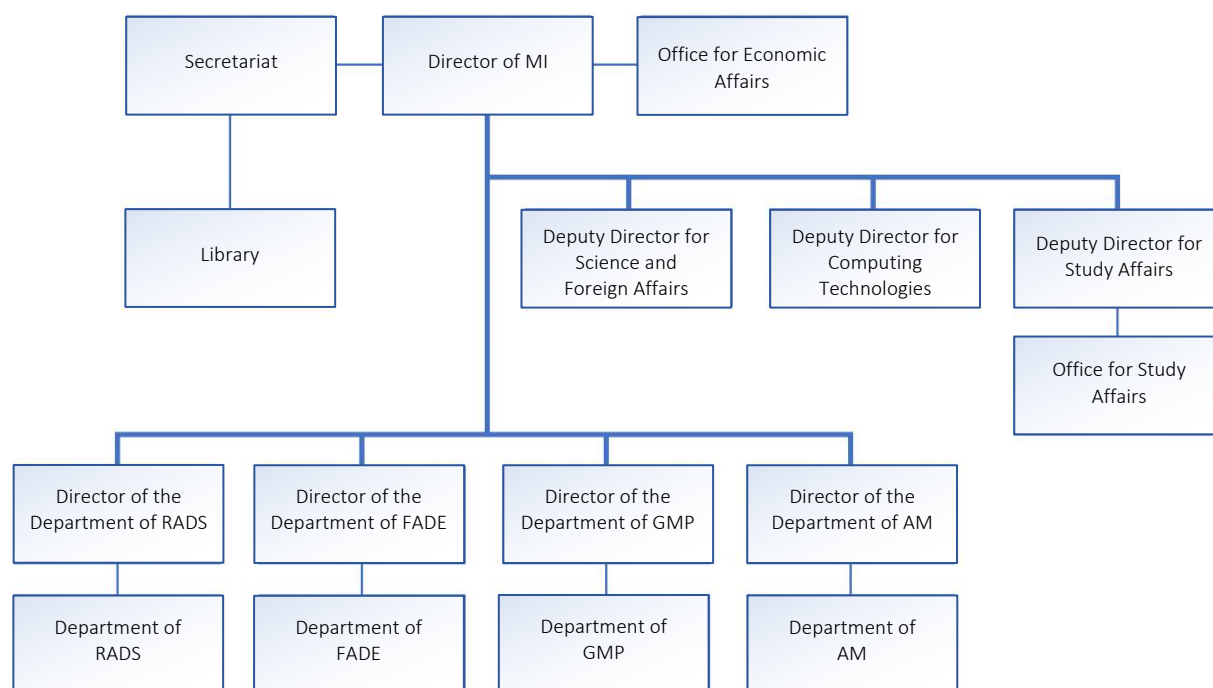 Secretariat
Director of MI
Office for Economic
Affairs
Library
Deputy Director for
Science and
Foreign Affairs
Deputy Director for
Computing
Technologies
Deputy Director for
Study Affairs
Office for Study
Affairs
Director of the
Department of RADS
Director of the
Department of FADE
Director of the
Department of GMP
Director of the
Department of AM
Department of
RADS
Department of
FADE
Department of
GMP
Department of
AM